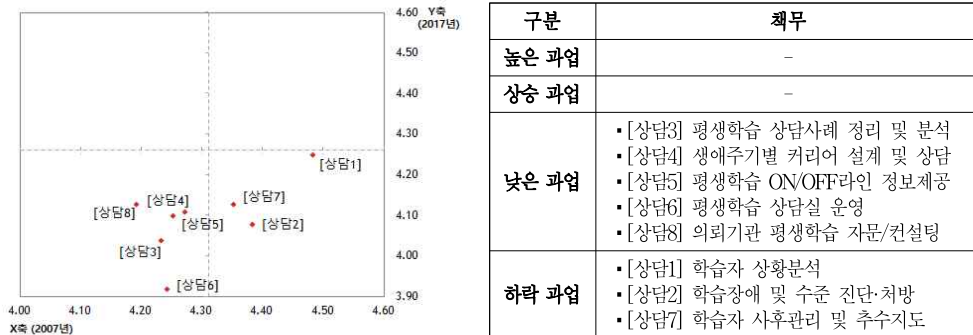 4.60 Y축
(2017년)
4.50
4.40
4.30
[상담1]
4.20
[상담4]
[상담7]
[상담8]
4.10
[상담5]
[상담2]
[상담3]
4.00
[상담6]
3.90
4.00 4.10 4.20 4.30 4.40 4.50 4.60
X축 (2007년)
구분 책무
높은 과업 -
상승 과업 -
낮은 과업
▪[상담3] 평생학습 상담사례 정리 및 분석
▪[상담4] 생애주기별 커리어 설계 및 상담
▪[상담5] 평생학습 ON/OFF라인 정보제공
▪[상담6] 평생학습 상담실 운영
▪[상담8] 의뢰기관 평생학습 자문/컨설팅
하락 과업
▪[상담1] 학습자 상황분석
▪[상담2] 학습장애 및 수준 진단·처방
▪[상담7] 학습자 사후관리 및 추수지도